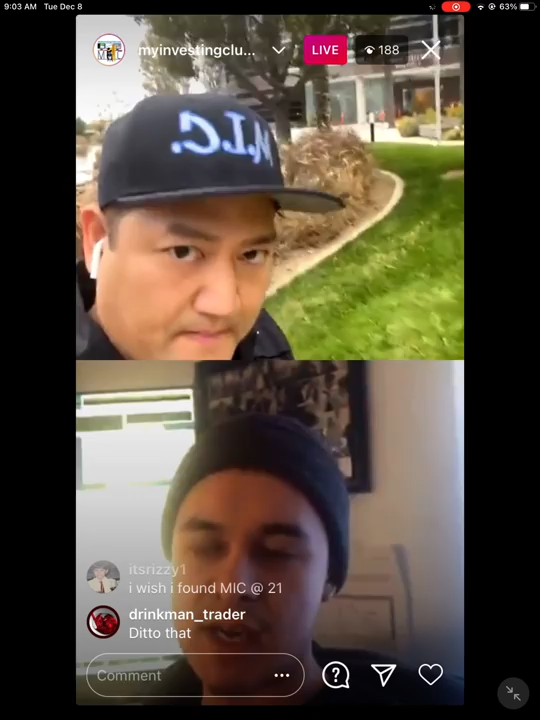 9:03 AM Tue Dec 8
63%
myinvestingclu...
LIVE
188
M.I.C.
itsrizzy1
i wish i found MIC @ 21
drinkman_trader
Ditto that
Comment